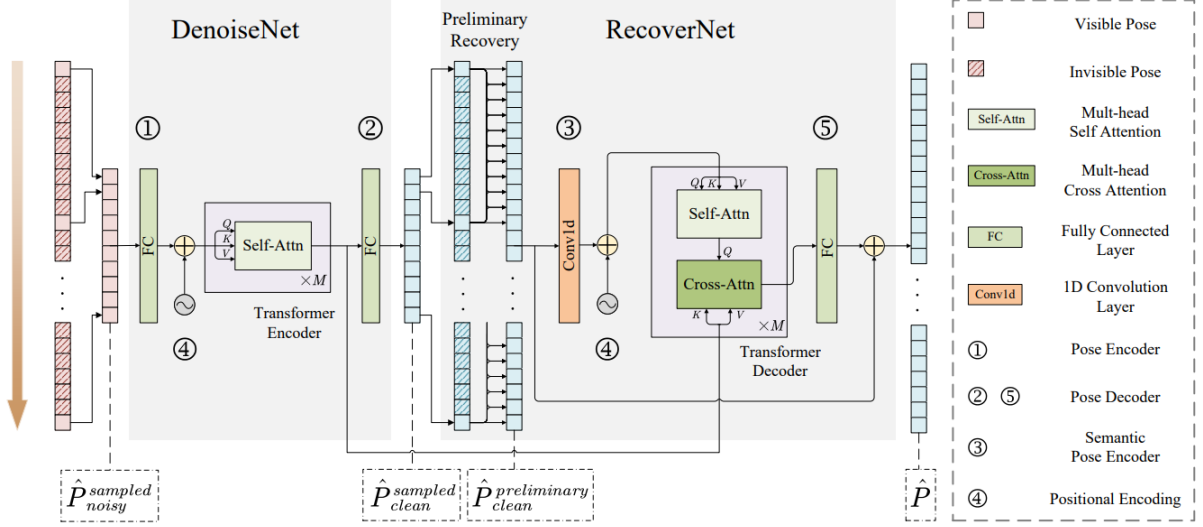 DenoiseNet
Preliminary
Recovery
RecoverNet
①
②
③
⑤
FC
Q
K
V
Self-Attn
×M
Transformer
Encoder
④
FC
Conv1d
④
Q
K
V
Self-Attn
Q
Cross-Attn
K
V
×M
Transformer
Decoder
FC
P̂ sampled noisy
P̂ sampled clean
P̂ preliminary clean
P̂
Visible Pose
Invisible Pose
Self-Attn
Mult-head
Self Attention
Cross-Attn
Mult-head
Cross Attention
FC
Fully Connected
Layer
Conv1d
1D Convolution
Layer
① Pose Encoder
② ⑤ Pose Decoder
③ Semantic
Pose Encoder
④ Positional Encoding